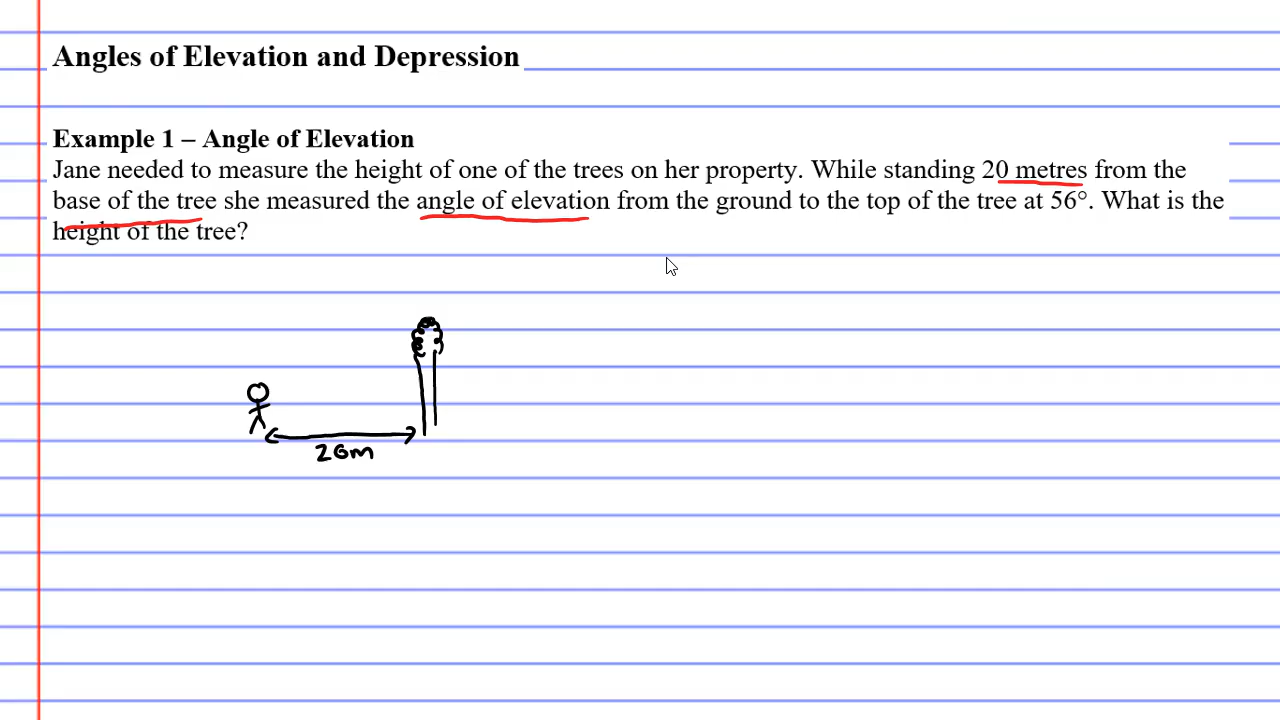 Angles of Elevation and Depression
Example 1 – Angle of Elevation
Jane needed to measure the height of one of the trees on her property. While standing 20 metres from the
base of the tree she measured the angle of elevation from the ground to the top of the tree at 56°. What is the
height of the tree?
20m